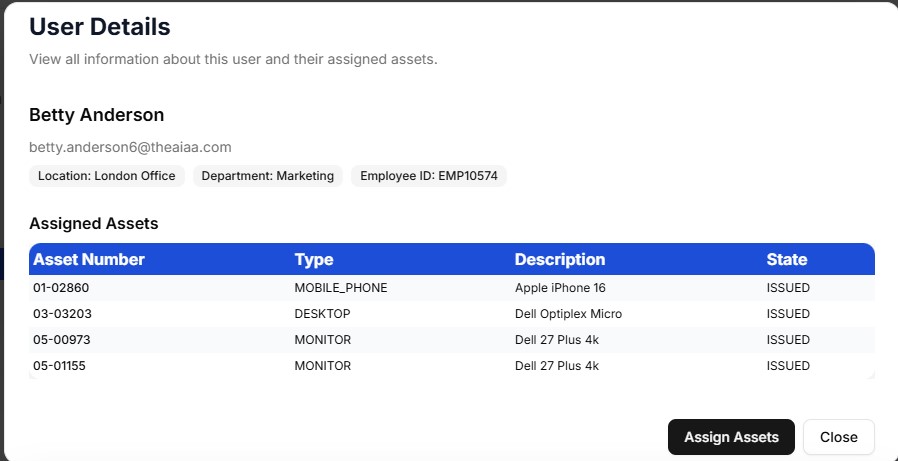 User Details
View all information about this user and their assigned assets.
Betty Anderson
betty.anderson6@theaiaa.com
Location: London Office Department: Marketing Employee ID: EMP10574
Assigned Assets
Asset Number Type Description State
01-02860 MOBILE_PHONE Apple iPhone 16 ISSUED
03-03203 DESKTOP Dell Optiplex Micro ISSUED
05-00973 MONITOR Dell 27 Plus 4k ISSUED
05-01155 MONITOR Dell 27 Plus 4k ISSUED
Assign Assets Close